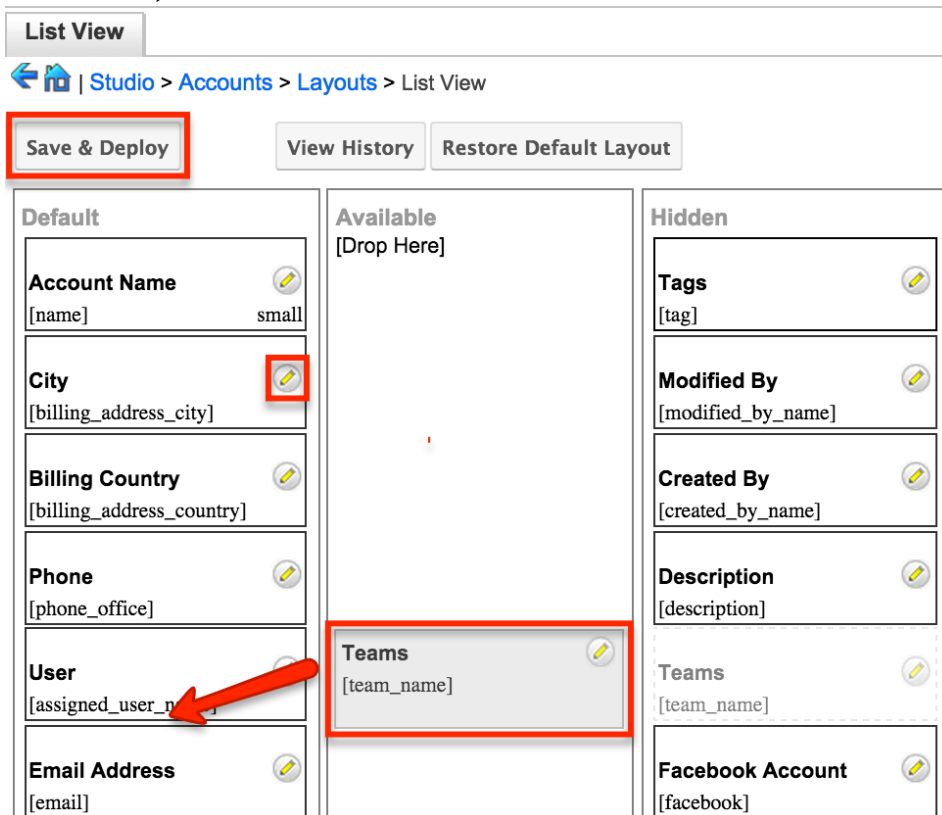 List View
| Studio > Accounts > Layouts > List View
Save & Deploy
View History
Restore Default Layout
Default
Account Name
[name] small
City
[billing_address_city]
Billing Country
[billing_address_country]
Phone
[phone_office]
User
Email Address
[email]
Available
[Drop Here]
Teams
[team_name]
Hidden
Tags
[tag]
Modified By
[modified_by_name]
Created By
[created_by_name]
Description
[description]
Teams
[team_name]
Facebook Account
[facebook]